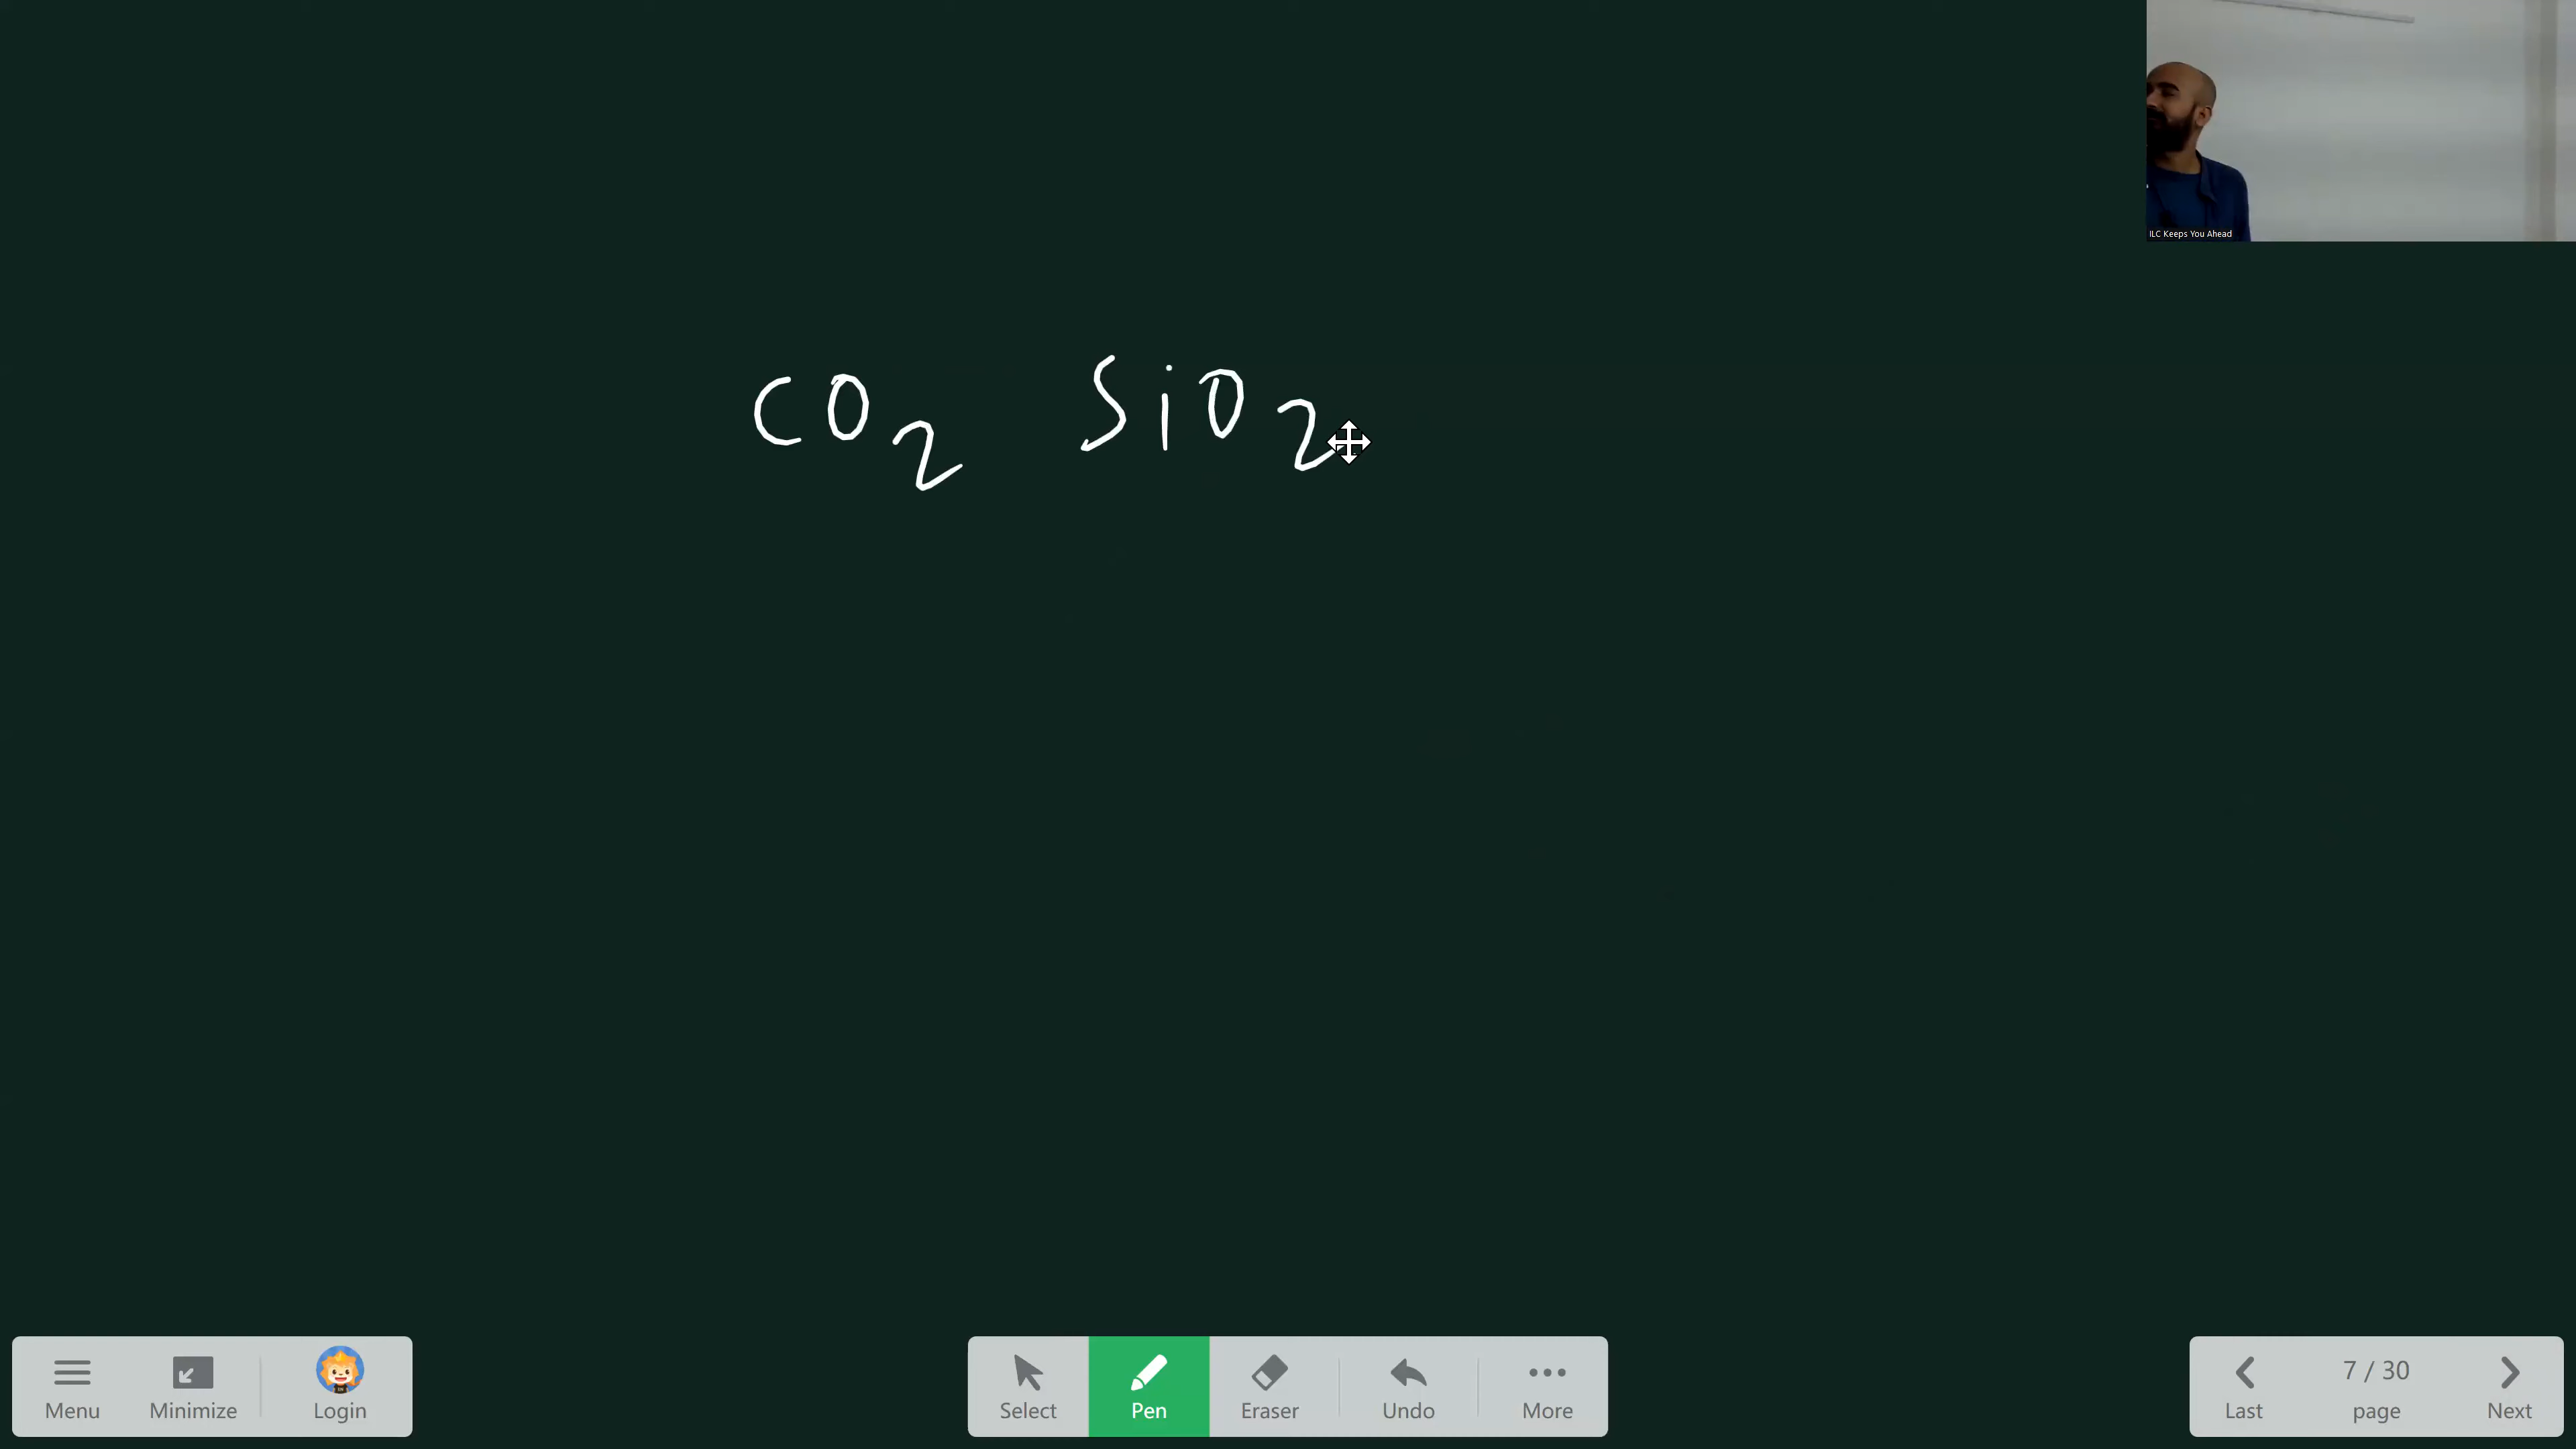 ILC Keeps You Ahead
CO2 SiO2
Menu Minimize Login Select Pen Eraser Undo More Last 7 / 30 page Next